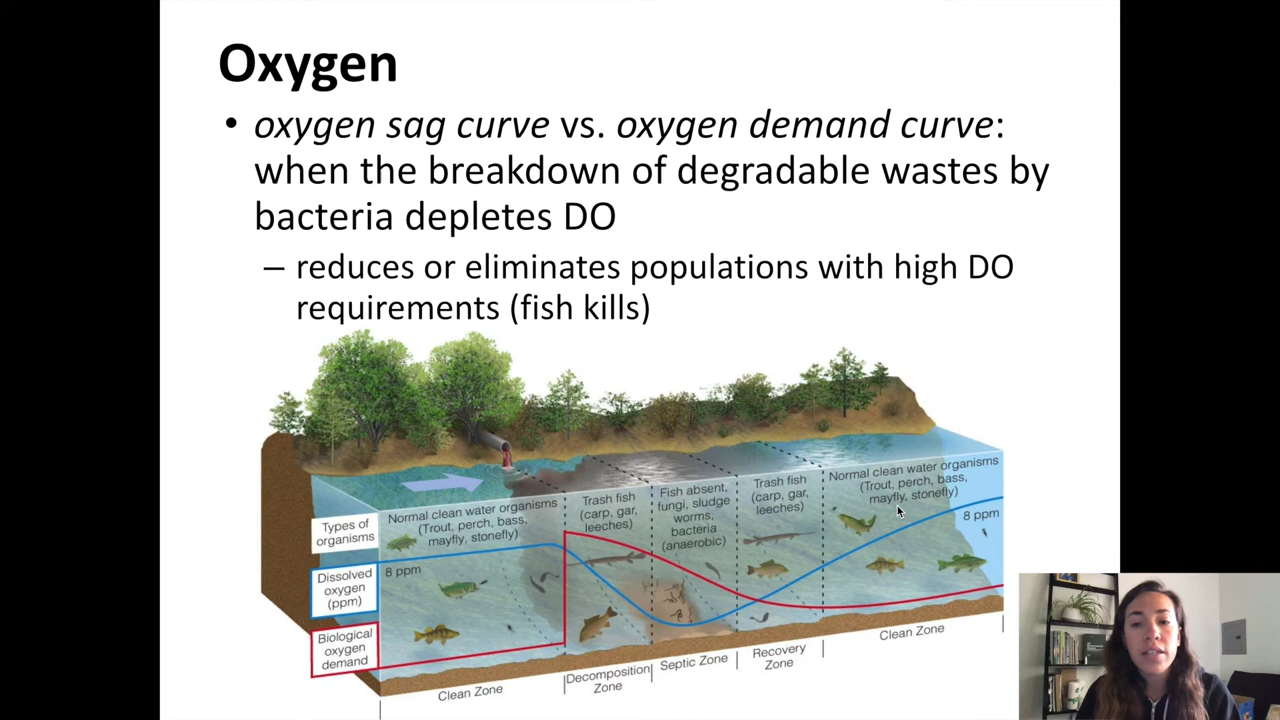 Oxygen
• oxygen sag curve vs. oxygen demand curve:
when the breakdown of degradable wastes by
bacteria depletes DO
– reduces or eliminates populations with high DO
requirements (fish kills)
Types of
organisms
Normal clean water organisms
(Trout, perch, bass,
mayfly, stonefly)
Trash fish
(carp, gar,
leeches)
Fish absent,
fungi, sludge
worms,
bacteria
(anaerobic)
Trash fish
(carp, gar,
leeches)
Normal clean water organisms
(Trout, perch, bass,
mayfly, stonefly)
Dissolved
oxygen
(ppm)
8 ppm
8 ppm
Biological
oxygen
demand
Clean Zone
Decomposition
Zone
Septic Zone
Recovery
Zone
Clean Zone